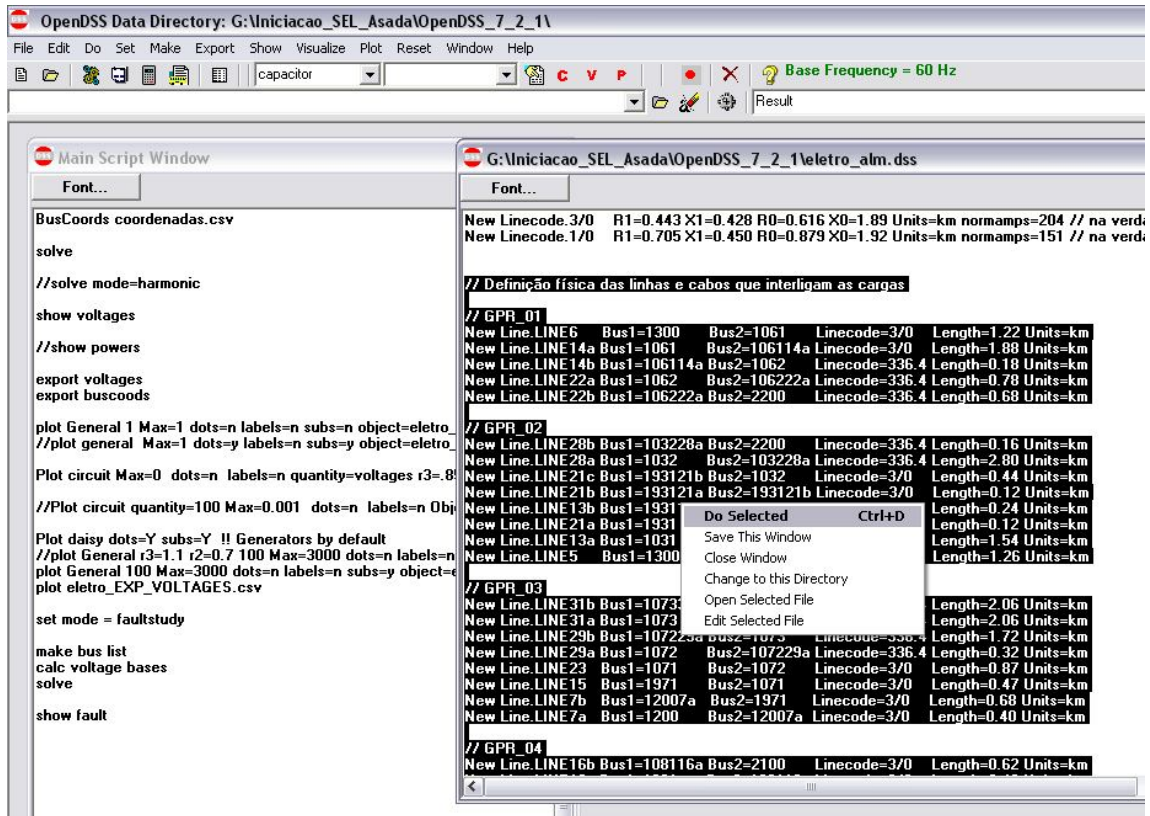 OpenDSS Data Directory: G:\Iniciacao_SEL_Asada\OpenDSS_7_2_1\
File Edit Do Set Make Export Show Visualize Plot Reset Window Help
capacitor C V P Base Frequency = 60 Hz
Result
Main Script Window
Font...
BusCoords coordenadas.csv
solve
//solve mode=harmonic
show voltages
//show powers
export voltages
export buscoods
plot General 1 Max=1 dots=n labels=n subs=n object=eletro_
//plot general Max=1 dots=y labels=n subs=y object=eletro_
Plot circuit Max=0 dots=n labels=n quantity=voltages r3=.8
//Plot circuit quantity=100 Max=0.001 dots=n labels=n Obj
Plot daisy dots=Y subs=Y !! Generators by default
//plot General r3=1.1 r2=0.7 100 Max=3000 dots=n labels=n
plot General 100 Max=3000 dots=n labels=n subs=y object=
plot eletro_EXP_VOLTAGES.csv
set mode = faultstudy
make bus list
calc voltage bases
solve
show fault
G:\Iniciacao_SEL_Asada\OpenDSS_7_2_1\eletro_alm.dss
Font...
New Linecode.3/0 R1=0.443 X1=0.428 R0=0.616 X0=1.89 Units=km normamps=204 // na verd
New Linecode.1/0 R1=0.705 X1=0.450 R0=0.879 X0=1.92 Units=km normamps=151 // na verd
// Definição física das linhas e cabos que interligam as cargas
// GPR_01
New Line.LINE6 Bus1=1300 Bus2=1061 Linecode=3/0 Length=1.22 Units=km
New Line.LINE14a Bus1=1061 Bus2=106114a Linecode=3/0 Length=1.88 Units=km
New Line.LINE14b Bus1=106114a Bus2=1062 Linecode=336.4 Length=0.18 Units=km
New Line.LINE22a Bus1=1062 Bus2=106222a Linecode=336.4 Length=0.78 Units=km
New Line.LINE22b Bus1=106222a Bus2=2200 Linecode=336.4 Length=0.68 Units=km
// GPR_02
New Line.LINE28b Bus1=103228a Bus2=2200 Linecode=336.4 Length=0.16 Units=km
New Line.LINE28a Bus1=1032 Bus2=103228a Linecode=336.4 Length=2.80 Units=km
New Line.LINE21c Bus1=193121b Bus2=1032 Linecode=3/0 Length=0.44 Units=km
New Line.LINE21b Bus1=193121a Bus2=193121b Linecode=3/0 Length=0.12 Units=km
New Line.LINE13b Bus1=1931 Length=0.24 Units=km
New Line.LINE21a Bus1=1931 Length=0.12 Units=km
New Line.LINE13a Bus1=1031 Length=1.54 Units=km
New Line.LINE5 Bus1=1300 Length=1.26 Units=km
Do Selected Ctrl+D
Save This Window
Close Window
Change to this Directory
Open Selected File
Edit Selected File
// GPR_03
New Line.LINE31b Bus1=1073 Length=2.06 Units=km
New Line.LINE31a Bus1=1073 Length=2.06 Units=km
New Line.LINE29b Bus1=107229a Bus2=1073 Linecode=336.4 Length=1.72 Units=km
New Line.LINE29a Bus1=1072 Bus2=107229a Linecode=336.4 Length=0.32 Units=km
New Line.LINE23 Bus1=1071 Bus2=1072 Linecode=3/0 Length=0.87 Units=km
New Line.LINE15 Bus1=1971 Bus2=1071 Linecode=3/0 Length=0.47 Units=km
New Line.LINE7b Bus1=12007a Bus2=1971 Linecode=3/0 Length=0.68 Units=km
New Line.LINE7a Bus1=1200 Bus2=12007a Linecode=3/0 Length=0.40 Units=km
// GPR_04
New Line.LINE16b Bus1=108116a Bus2=2100 Linecode=3/0 Length=0.62 Units=km